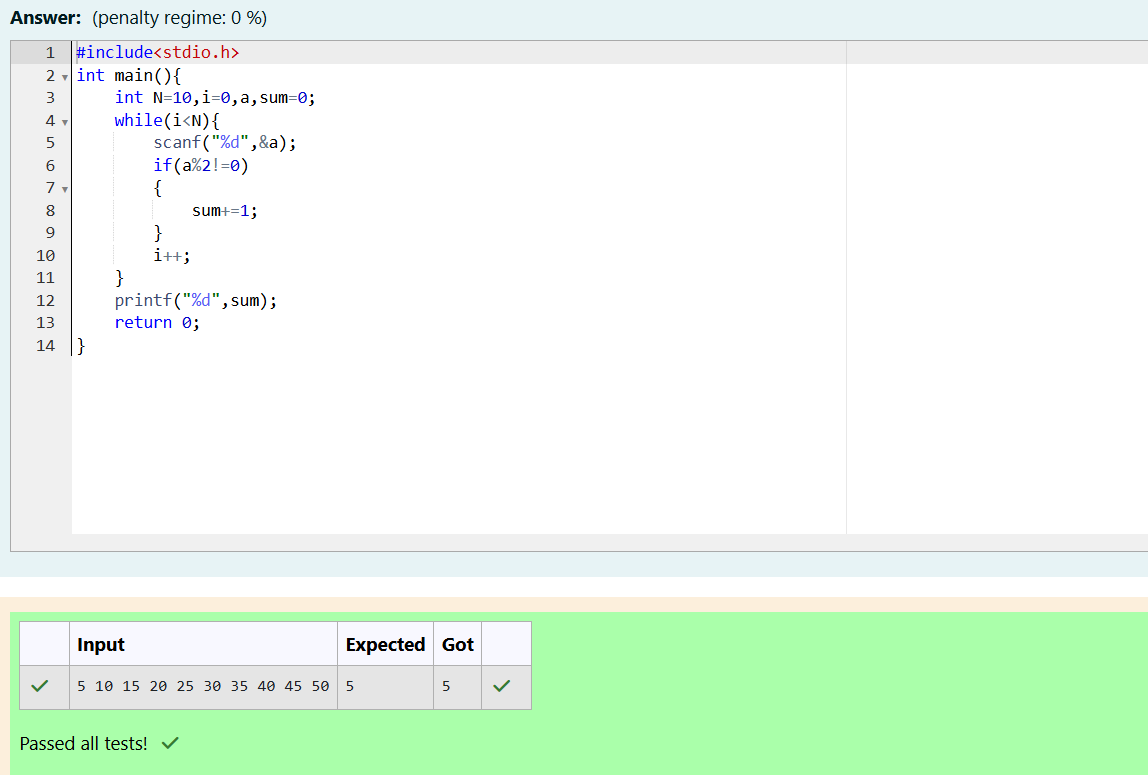 Answer: (penalty regime: 0 %)
1 #include<stdio.h>
2 int main(){
3     int N=10,i=0,a,sum=0;
4     while(i<N){
5         scanf("%d",&a);
6         if(a%2!=0)
7         {
8             sum+=1;
9         }
10         i++;
11     }
12     printf("%d",sum);
13     return 0;
14 }
Input Expected Got
5 10 15 20 25 30 35 40 45 50 5 5
Passed all tests!